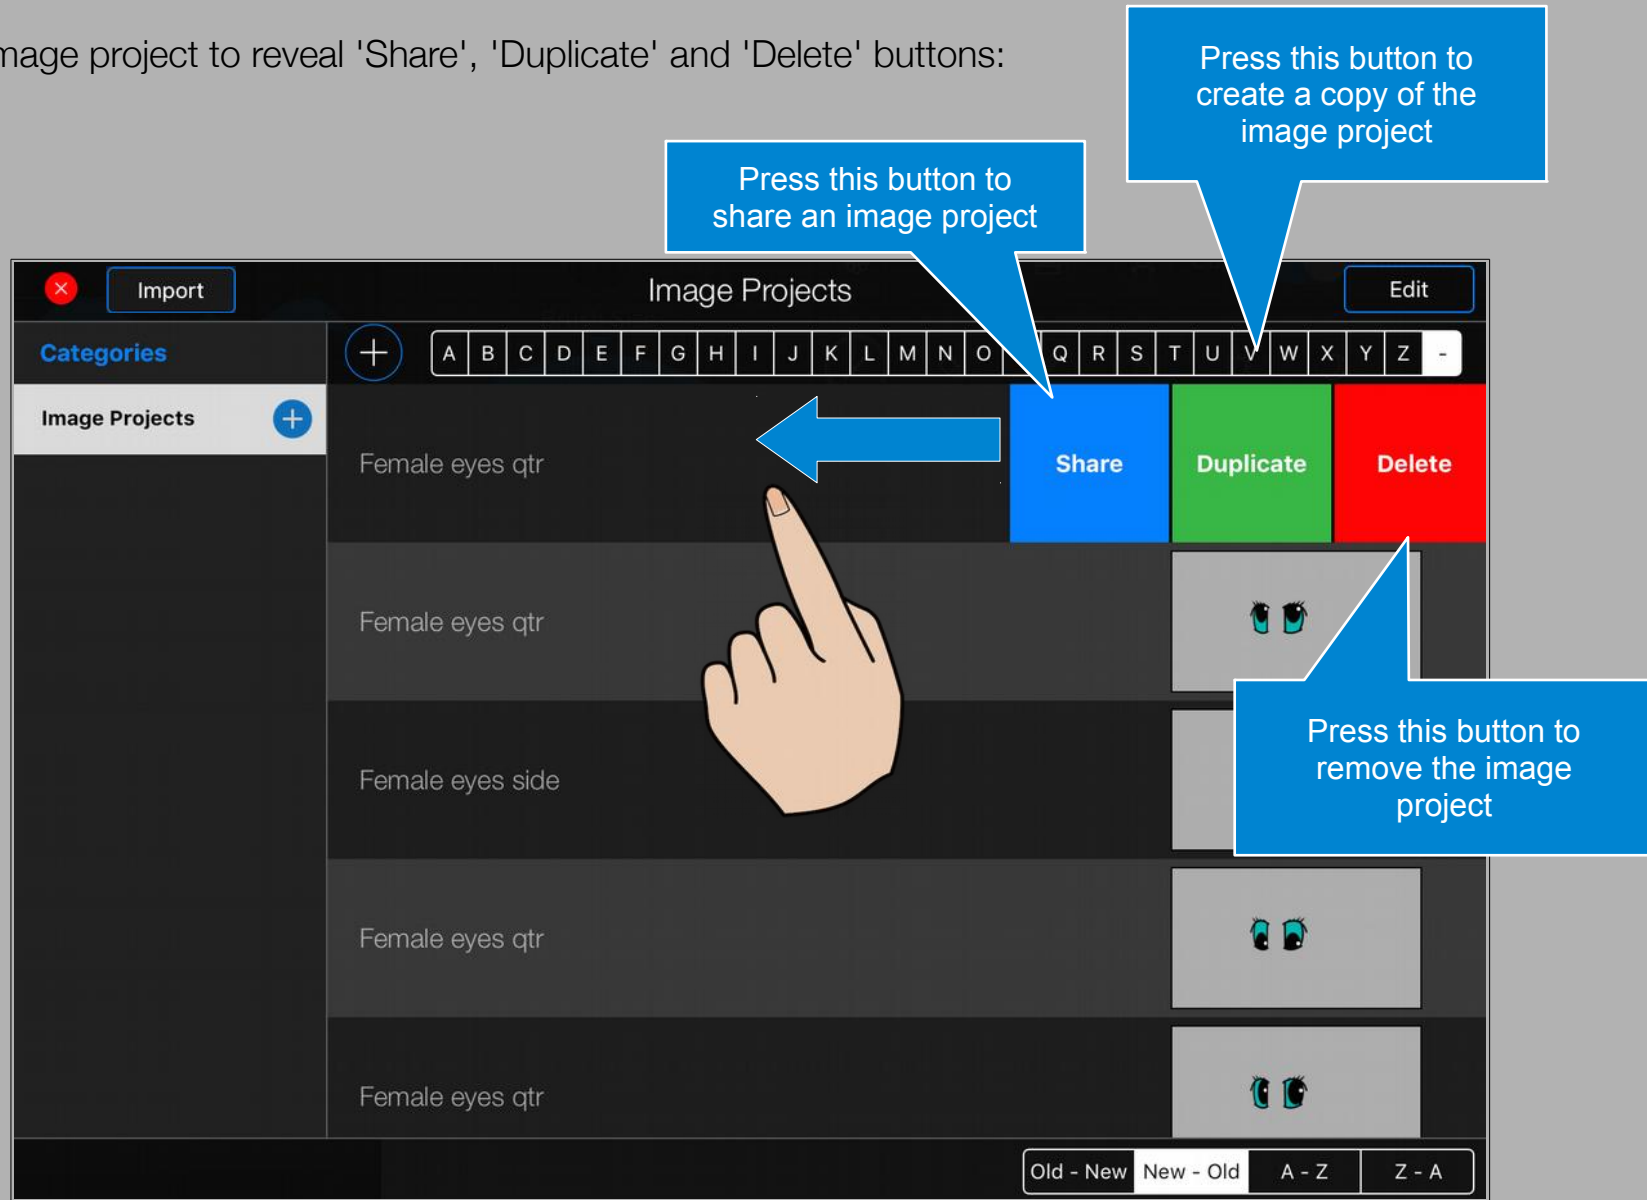 mage project to reveal 'Share', 'Duplicate' and 'Delete' buttons:
Press this button to
create a copy of the
image project
Press this button to
share an image project
Import
Image Projects
Edit
Categories
A B C D E F G H I J K L M N O Q R S T U V W X Y Z -
Image Projects
Female eyes qtr
Share
Duplicate
Delete
Female eyes qtr
Press this button to
remove the image
project
Female eyes side
Female eyes qtr
Female eyes qtr
Old - New
New - Old
A - Z
Z - A